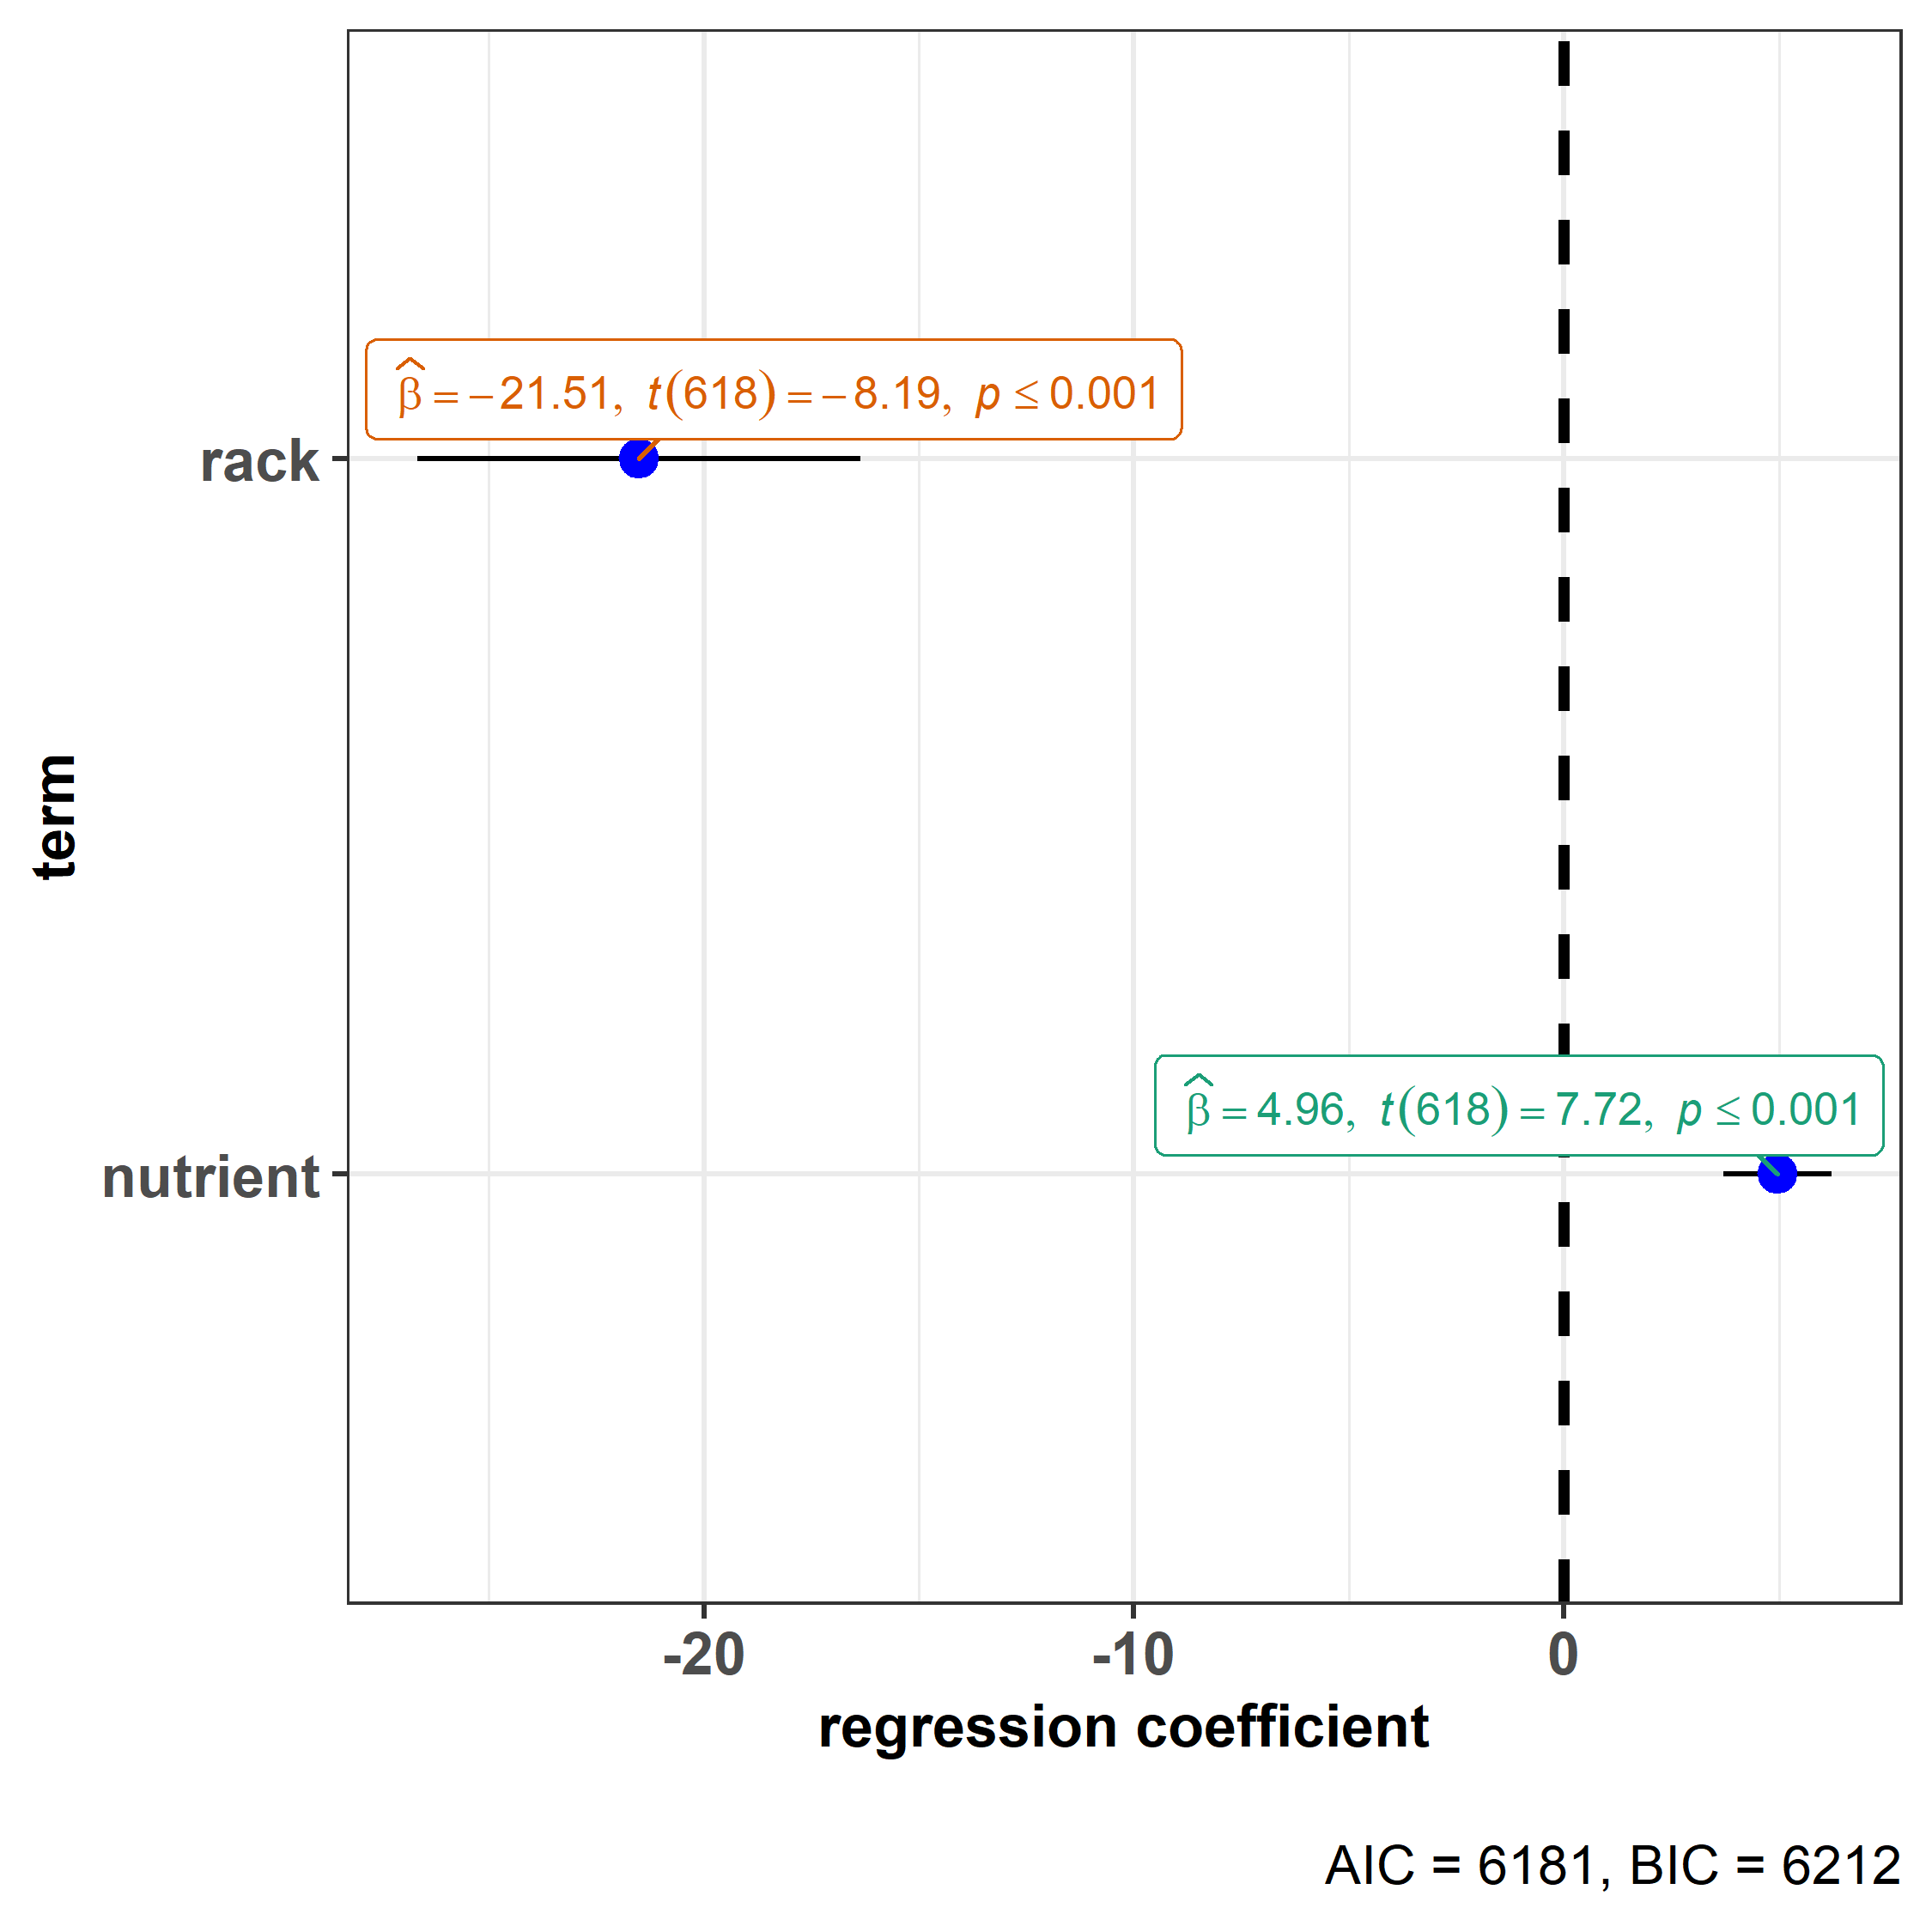 β̂ = −21.51, t(618) = −8.19, p ≤ 0.001
rack
term
β̂ = 4.96, t(618) = 7.72, p ≤ 0.001
nutrient
-20 -10 0
regression coefficient
AIC = 6181, BIC = 6212